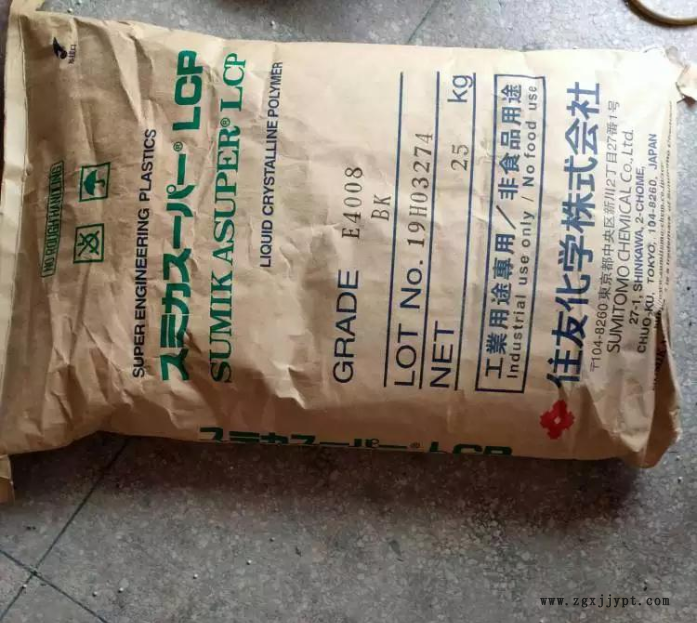 NO ROUGH HANDLING
SUPER ENGINEERING PLASTICS
スミカスーパー® LCP
SUMIKASUPER® LCP
LIQUID CRYSTALLINE POLYMER
GRADE E4008
BK
LOT No. 19H03274
NET 25 kg
工業用途専用/非食品用途
Industrial use only / No food use
住友化学株式会社
〒104-8260 東京都中央区新川2丁目27番1号
SUMITOMO CHEMICAL Co., Ltd.
27-1, SHINKAWA, 2-CHOME,
CHUO-KU, TOKYO, 104-8260, JAPAN
スミカスーパー® LCP
www.zgxjjypt.com